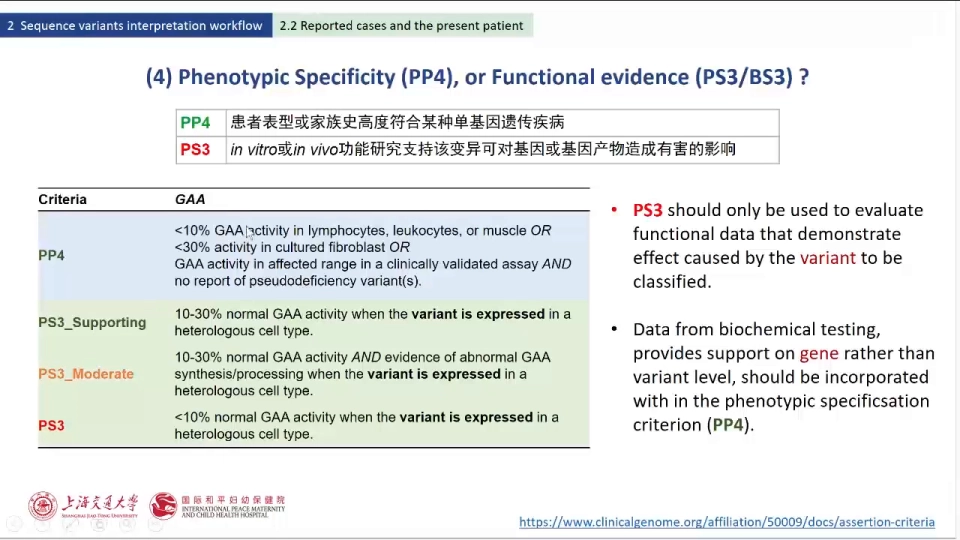 2 Sequence variants interpretation workflow
2.2 Reported cases and the present patient
(4) Phenotypic Specificity (PP4), or Functional evidence (PS3/BS3) ?
PP4 患者表型或家族史高度符合某种单基因遗传疾病
PS3 in vitro或in vivo功能研究支持该变异可对基因或基因产物造成有害的影响
Criteria GAA
PP4
<10% GAA activity in lymphocytes, leukocytes, or muscle OR
<30% activity in cultured fibroblast OR
GAA activity in affected range in a clinically validated assay AND
no report of pseudodeficiency variant(s).
PS3_Supporting
10-30% normal GAA activity when the variant is expressed in a
heterologous cell type.
PS3_Moderate
10-30% normal GAA activity AND evidence of abnormal GAA
synthesis/processing when the variant is expressed in a
heterologous cell type.
PS3
<10% normal GAA activity when the variant is expressed in a
heterologous cell type.
• PS3 should only be used to evaluate
functional data that demonstrate
effect caused by the variant to be
classified.
• Data from biochemical testing,
provides support on gene rather than
variant level, should be incorporated
with in the phenotypic specificsation
criterion (PP4).
上海交通大学
SHANGHAI JIAO TONG UNIVERSITY
国际和平妇幼保健院
INTERNATIONAL PEACE MATERNITY
AND CHILD HEALTH HOSPITAL
https://www.clinicalgenome.org/affiliation/50009/docs/assertion-criteria